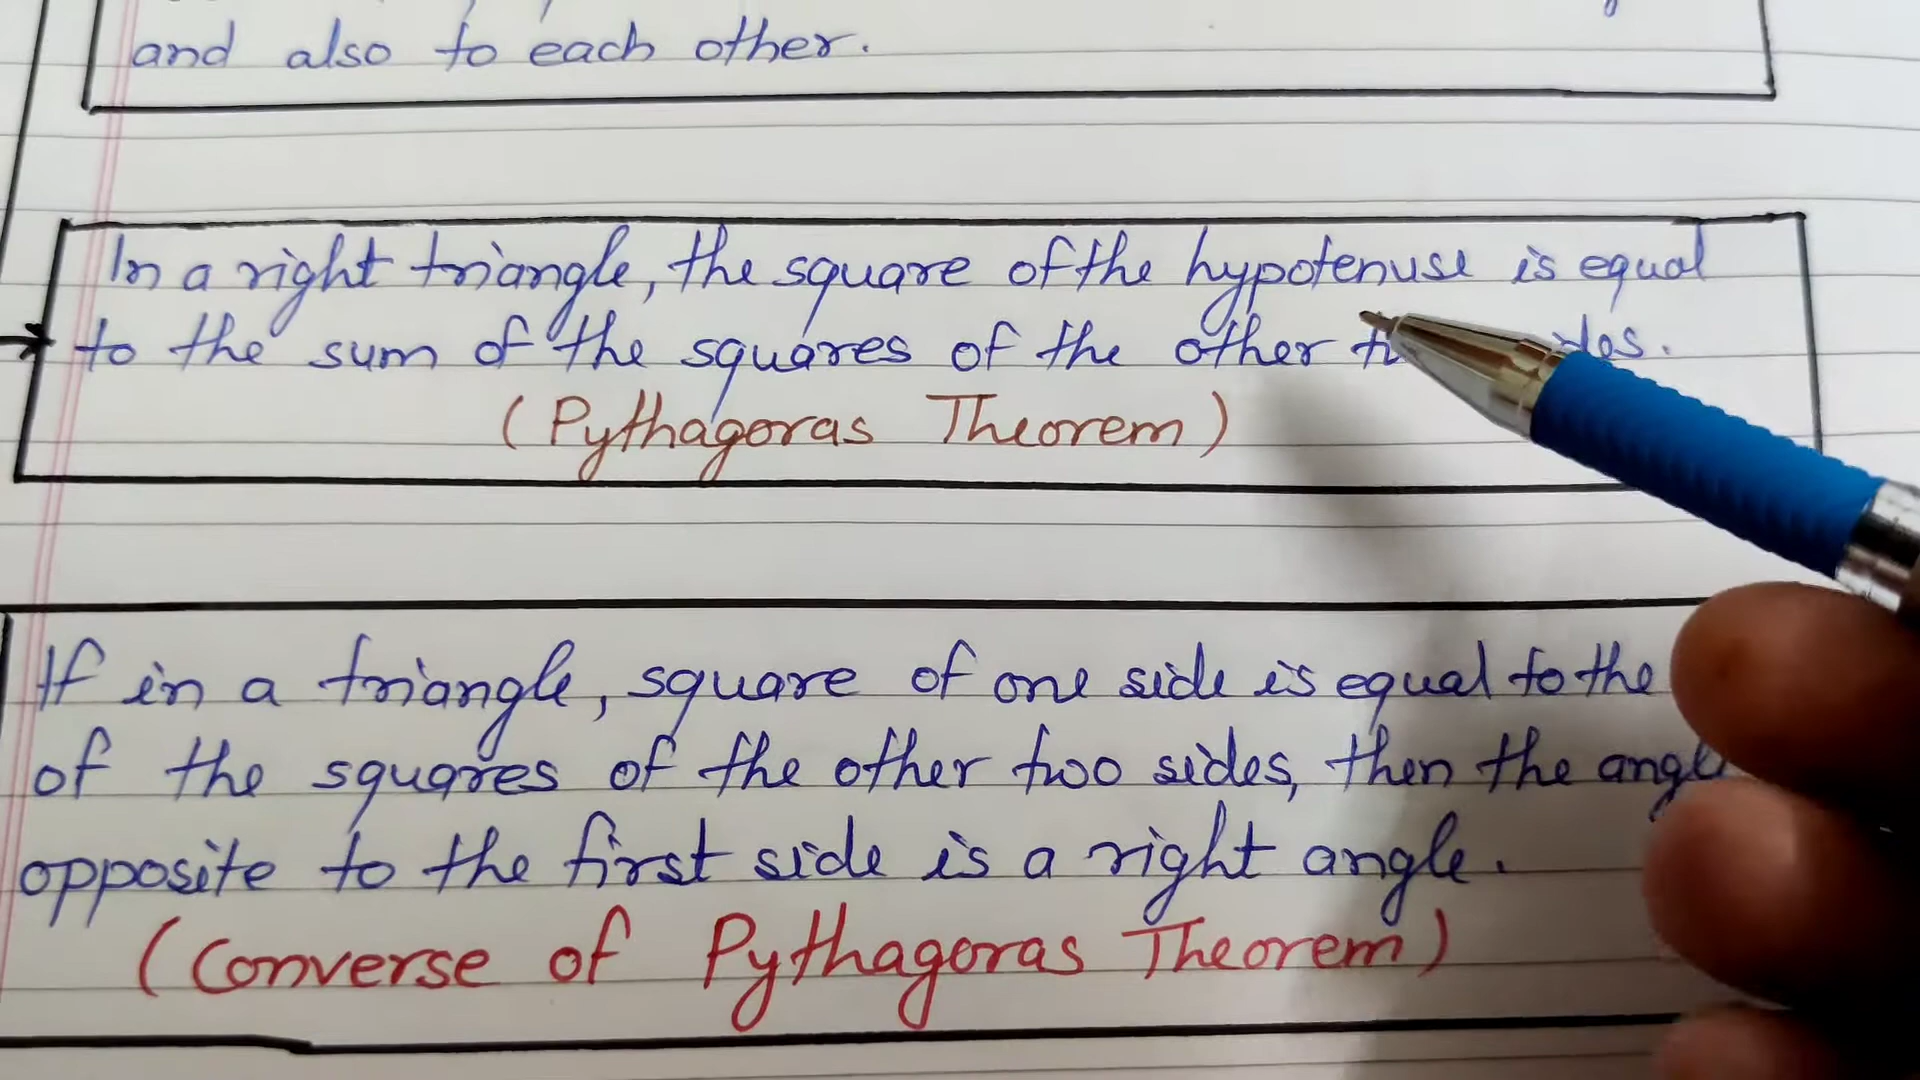 and also to each other.
In a right triangle, the square of the hypotenuse is equal
to the sum of the squares of the other
(Pythagoras Theorem)
If in a triangle, square of one side is equal to the
of the squares of the other two sides, then the angle
opposite to the first side is a right angle.
(Converse of Pythagoras Theorem)